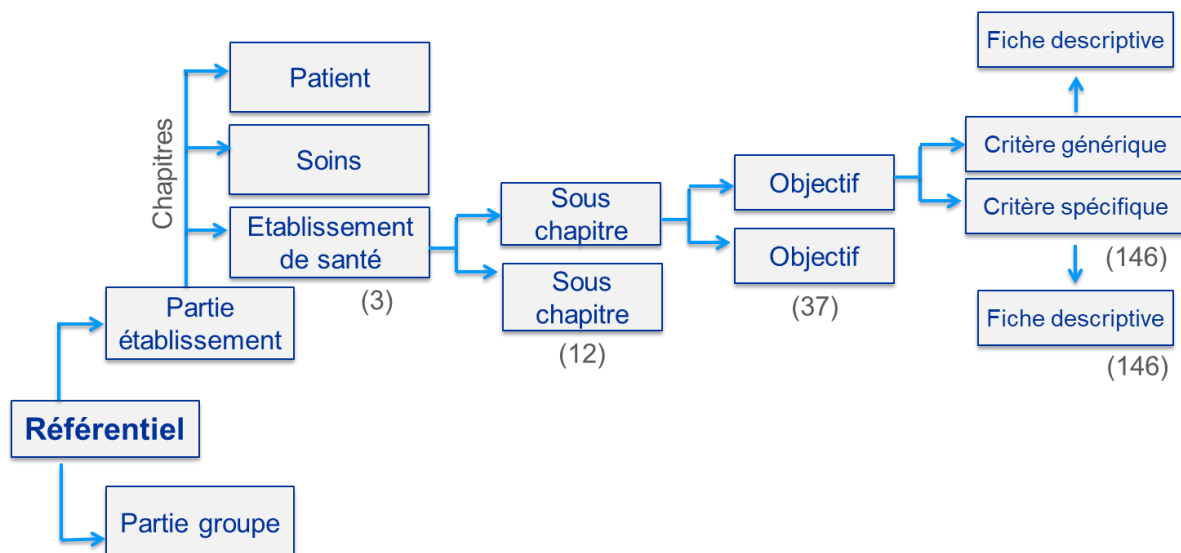 Fiche descriptive
Patient
Chapitres
Critère générique
Soins
Objectif
Sous
chapitre
Critère spécifique
Etablissement
de santé
Objectif
(146)
(3)
Sous
chapitre
(37)
Partie
établissement
Fiche descriptive
(12)
(146)
Référentiel
Partie groupe